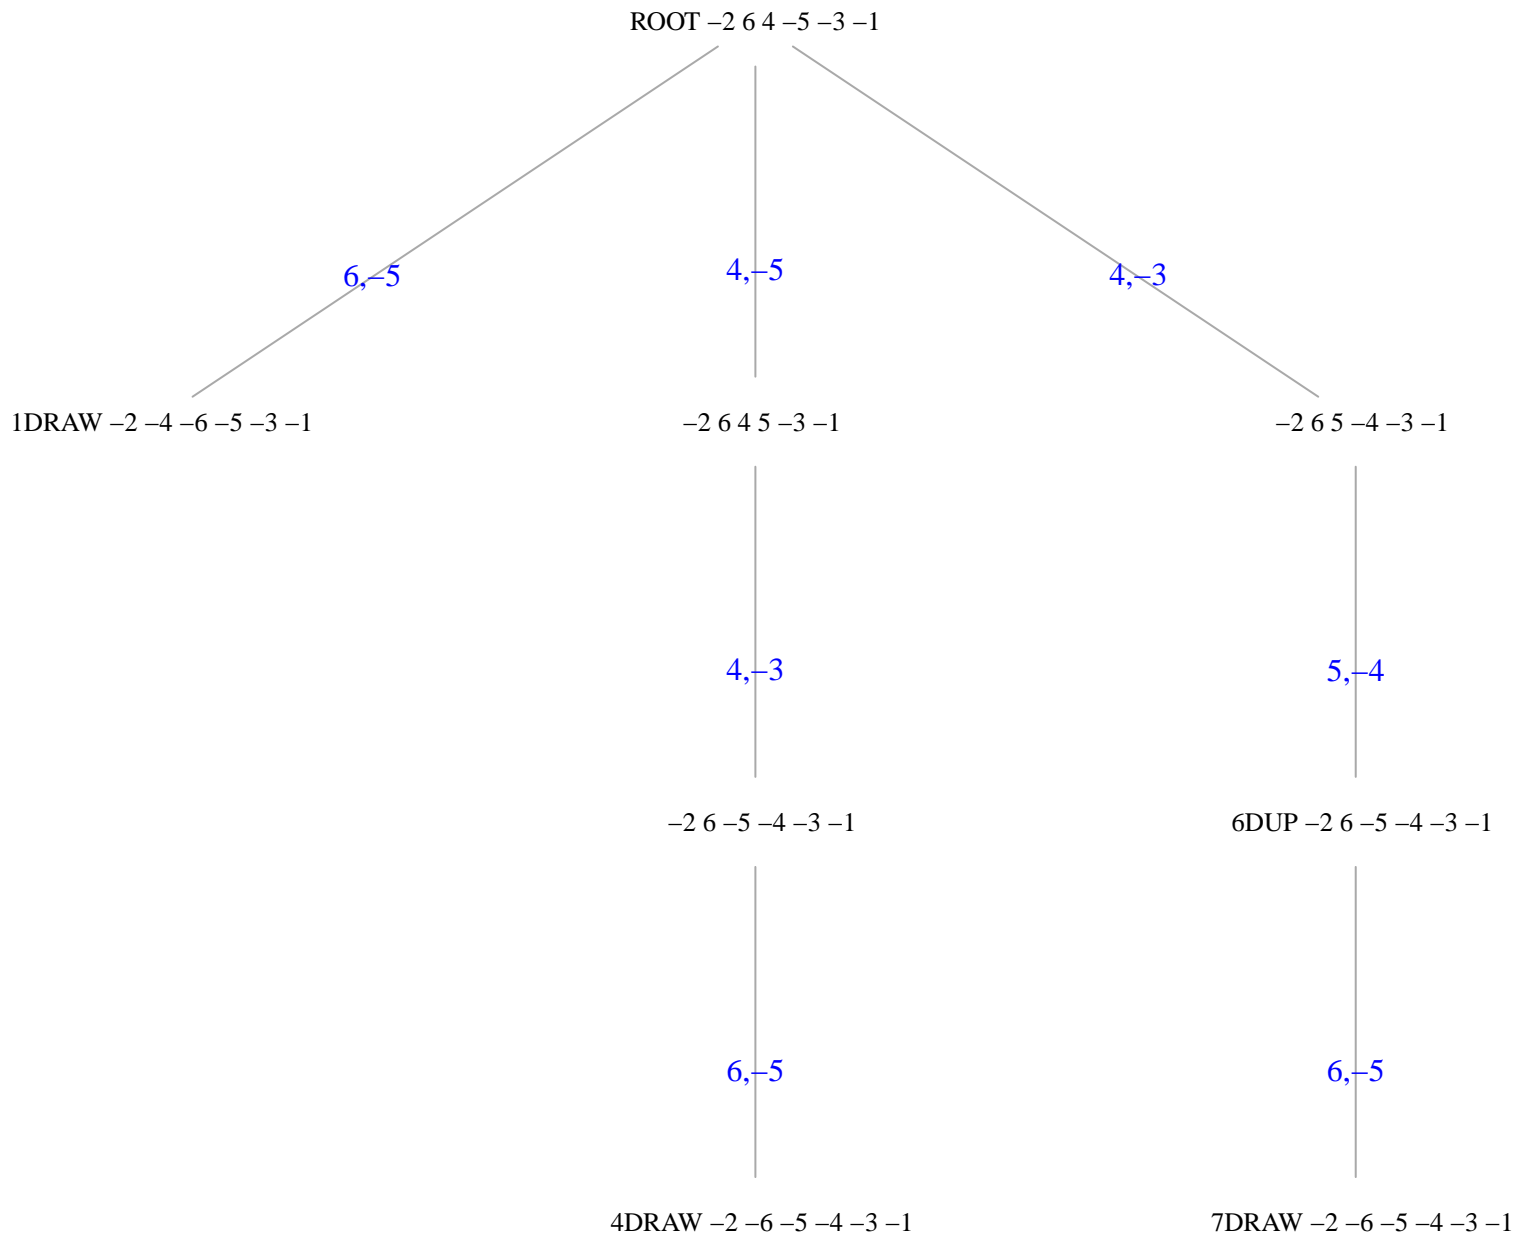 ROOT –2 6 4 –5 –3 –1
6,–5
4,–5
4,–3
1DRAW –2 –4 –6 –5 –3 –1
–2 6 4 5 –3 –1
–2 6 5 –4 –3 –1
4,–3
5,–4
–2 6 –5 –4 –3 –1
6DUP –2 6 –5 –4 –3 –1
6,–5
6,–5
4DRAW –2 –6 –5 –4 –3 –1
7DRAW –2 –6 –5 –4 –3 –1